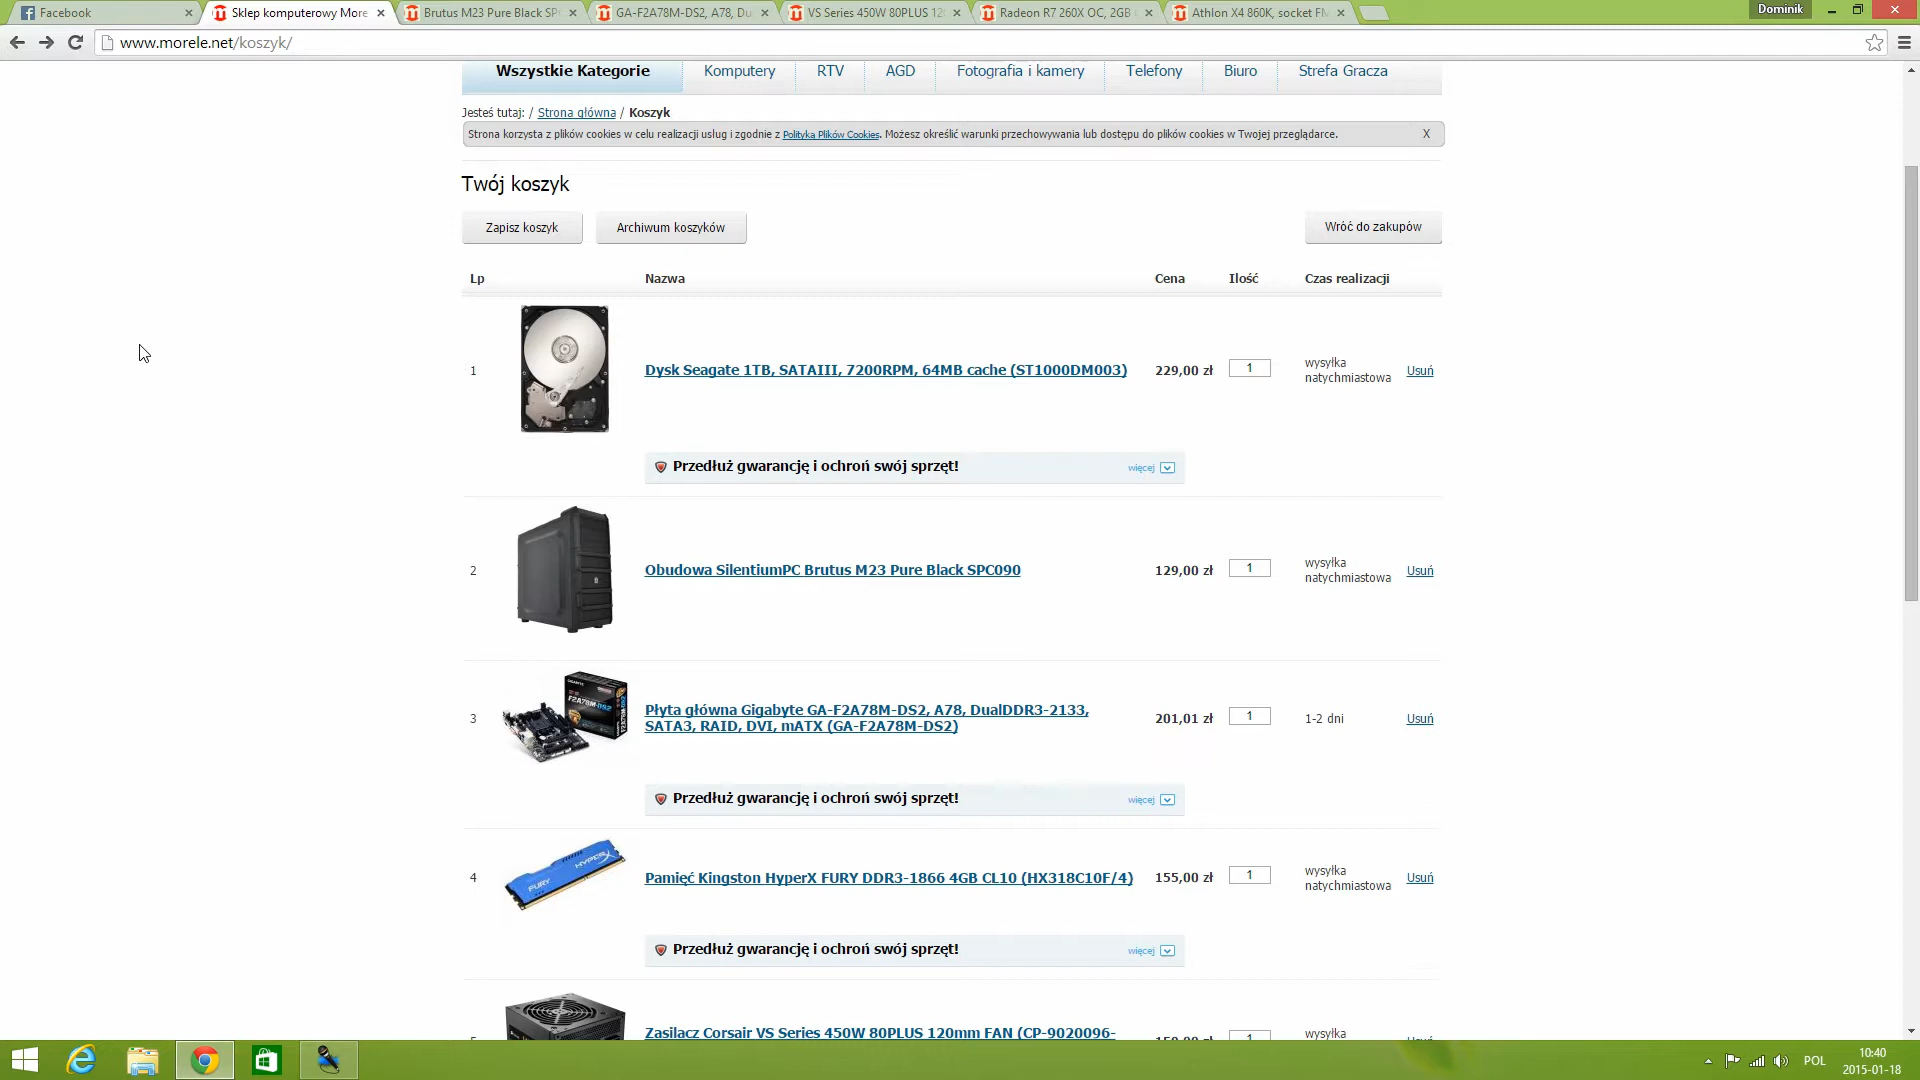 Facebook
Sklep komputerowy More
Brutus M23 Pure Black SP
GA-F2A78M-DS2, A78, Du
VS Series 450W 80PLUS 12
Radeon R7 260X OC, 2GB
Athlon X4 860K, socket FM
Dominik
www.morele.net/koszyk/
Wszystkie Kategorie
Komputery
RTV
AGD
Fotografia i kamery
Telefony
Biuro
Strefa Gracza
Jesteś tutaj: / Strona główna / Koszyk
Strona korzysta z plików cookies w celu realizacji usług i zgodnie z Polityką Plików Cookies. Możesz określić warunki przechowywania lub dostępu do plików cookies w Twojej przeglądarce.
X
Twój koszyk
Zapisz koszyk
Archiwum koszyków
Wróć do zakupów
Lp
Nazwa
Cena
Ilość
Czas realizacji
1
Dysk Seagate 1TB, SATAIII, 7200RPM, 64MB cache (ST1000DM003)
229,00 zł
1
wysyłka
natychmiastowa
Usuń
Przedłuż gwarancję i ochroń swój sprzęt!
więcej
2
Obudowa SilentiumPC Brutus M23 Pure Black SPC090
129,00 zł
1
wysyłka
natychmiastowa
Usuń
GIGABYTE
F2A78M-DS2
3
Płyta główna Gigabyte GA-F2A78M-DS2, A78, DualDDR3-2133,
SATA3, RAID, DVI, mATX (GA-F2A78M-DS2)
201,01 zł
1
1-2 dni
Usuń
Przedłuż gwarancję i ochroń swój sprzęt!
więcej
FURY
HYPERX
4
Pamięć Kingston HyperX FURY DDR3-1866 4GB CL10 (HX318C10F/4)
155,00 zł
1
wysyłka
natychmiastowa
Usuń
Przedłuż gwarancję i ochroń swój sprzęt!
więcej
Zasilacz Corsair VS Series 450W 80PLUS 120mm FAN (CP-9020096-
1
wysyłka
POL
10:40
2015-01-18